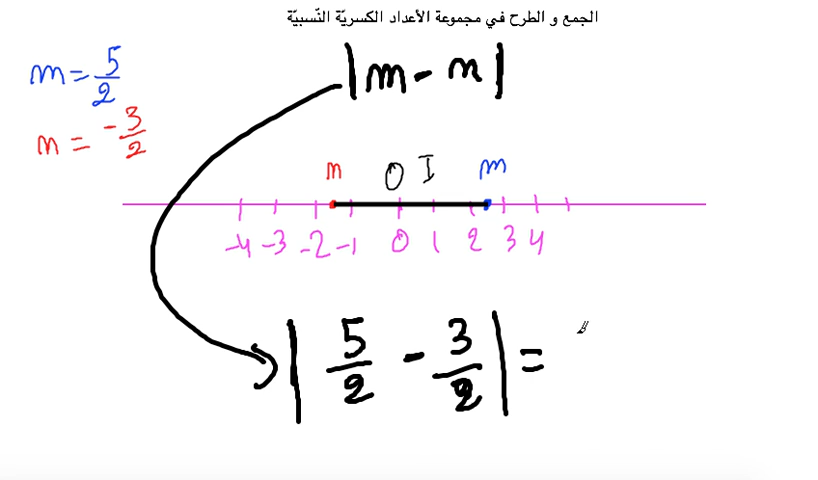 الجمع و الطرح في مجموعة الأعداد الكسريّة النّسبيّة
|m - n|
m = 5/2
n = -3/2
n O I m
-4 -3 -2 -1 0 1 2 3 4
| 5/2 - 3/2 | =